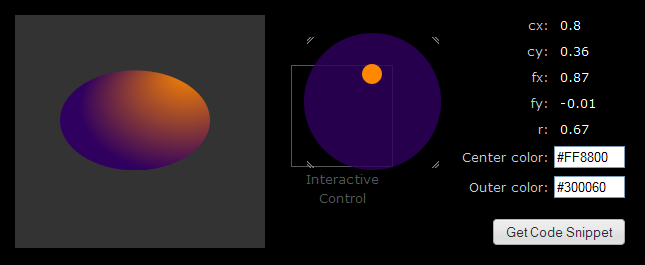 cx: 0.8
cy: 0.36
fx: 0.87
fy: -0.01
r: 0.67
Center color: #FF8800
Outer color: #300060
Interactive
Control
Get Code Snippet